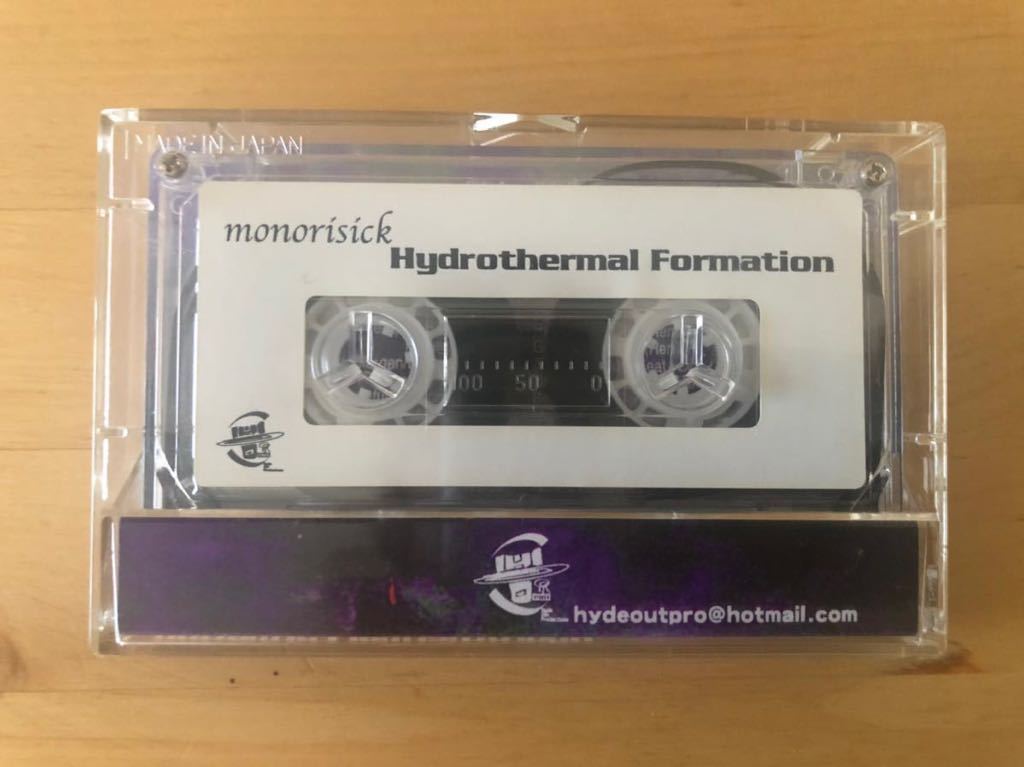 MADE IN JAPAN
monorisick
Hydrothermal Formation
100 50 0
hydeoutpro@hotmail.com